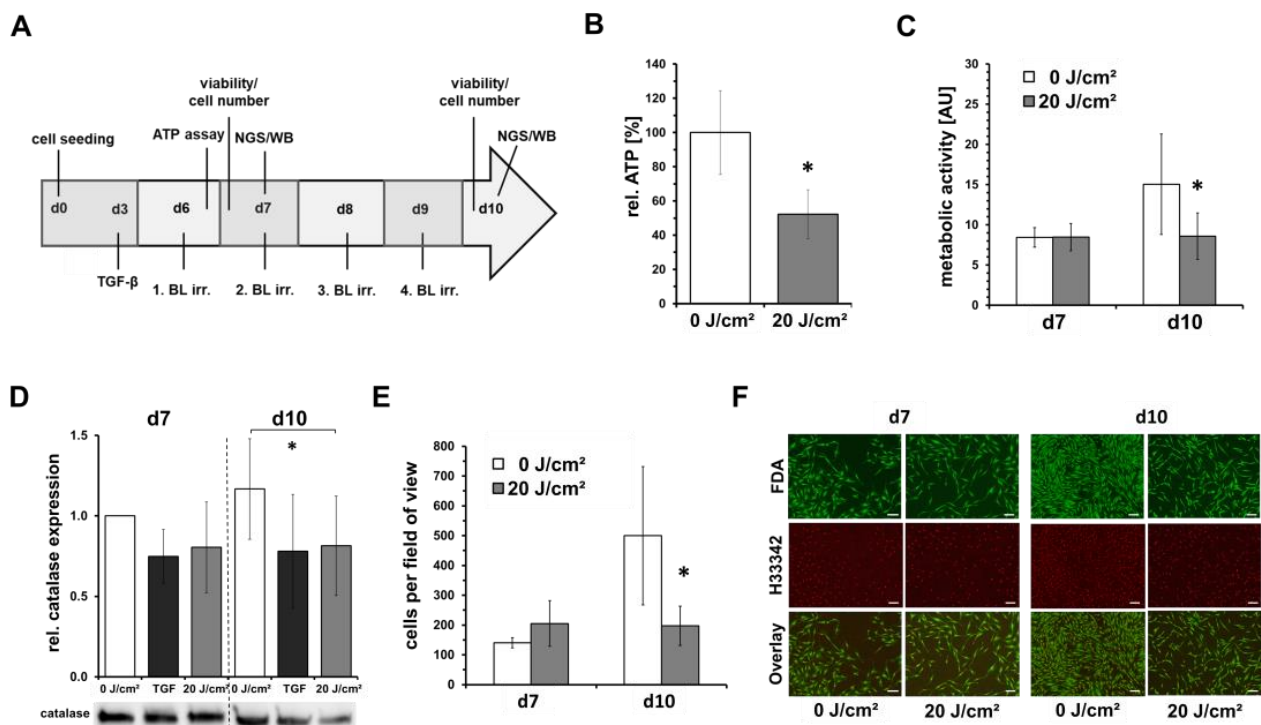 A
viability/
cell number
viability/
cell number
cell seeding
ATP assay
NGS/WB
NGS/WB
d0
d3
d6
d7
d8
d9
d10
TGF-β
1. BL irr.
2. BL irr.
3. BL irr.
4. BL irr.
B
rel. ATP [%]
140
120
100
80
60
40
20
0
*
0 J/cm²
20 J/cm²
C
metabolic activity [AU]
30
25
20
15
10
5
0
0 J/cm²
20 J/cm²
*
d7
d10
D
d7
d10
rel. catalase expression
1.5
1.0
0.5
0.0
*
0 J/cm²
TGF
20 J/cm²
0 J/cm²
TGF
20 J/cm²
catalase
E
cells per field of view
800
700
600
500
400
300
200
100
0
0 J/cm²
20 J/cm²
*
d7
d10
F
d7
d10
FDA
H33342
Overlay
0 J/cm²
20 J/cm²
0 J/cm²
20 J/cm²